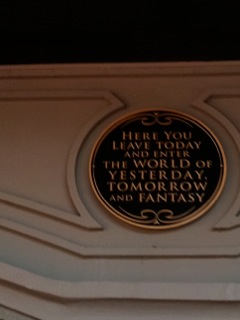 Here You
Leave Today
and enter
the World of
Yesterday,
Tomorrow
and Fantasy